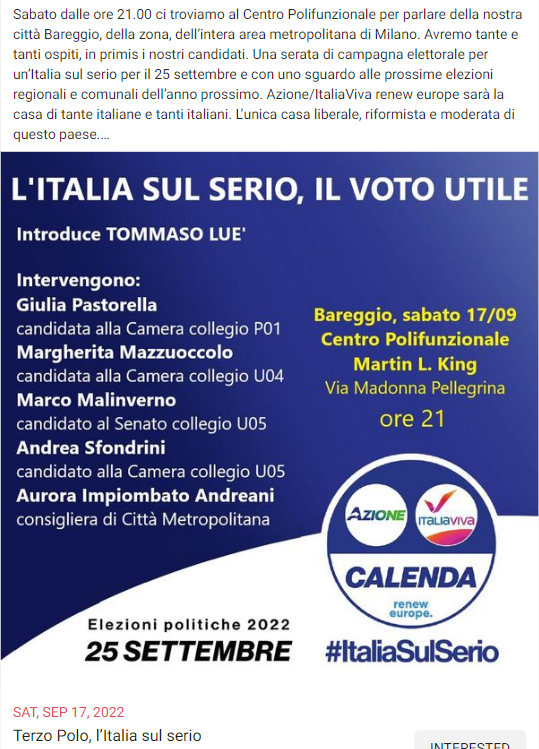 Sabato dalle ore 21.00 ci troviamo al Centro Polifunzionale per parlare della nostra
città Bareggio, della zona, dell'intera area metropolitana di Milano. Avremo tante e
tanti ospiti, in primis i nostri candidati. Una serata di campagna elettorale per
un'Italia sul serio per il 25 settembre e con uno sguardo alle prossime elezioni
regionali e comunali dell'anno prossimo. Azione/ItaliaViva renew europe sarà la
casa di tante italiane e tanti italiani. L'unica casa liberale, riformista e moderata di
questo paese....
L'ITALIA SUL SERIO, IL VOTO UTILE
Introduce TOMMASO LUE'
Intervengono:
Giulia Pastorella
candidata alla Camera collegio P01
Margherita Mazzuoccolo
candidata alla Camera collegio U04
Marco Malinverno
candidato al Senato collegio U05
Andrea Sfondrini
candidato alla Camera collegio U05
Aurora Impiombato Andreani
consigliera di Città Metropolitana
Bareggio, sabato 17/09
Centro Polifunzionale
Martin L. King
Via Madonna Pellegrina
ore 21
AZIONE
ITALIAVIVA
CALENDA
renew
europe.
Elezioni politiche 2022
25 SETTEMBRE
#ItaliaSulSerio
SAT, SEP 17, 2022
Terzo Polo, l'Italia sul serio
INTERESTED